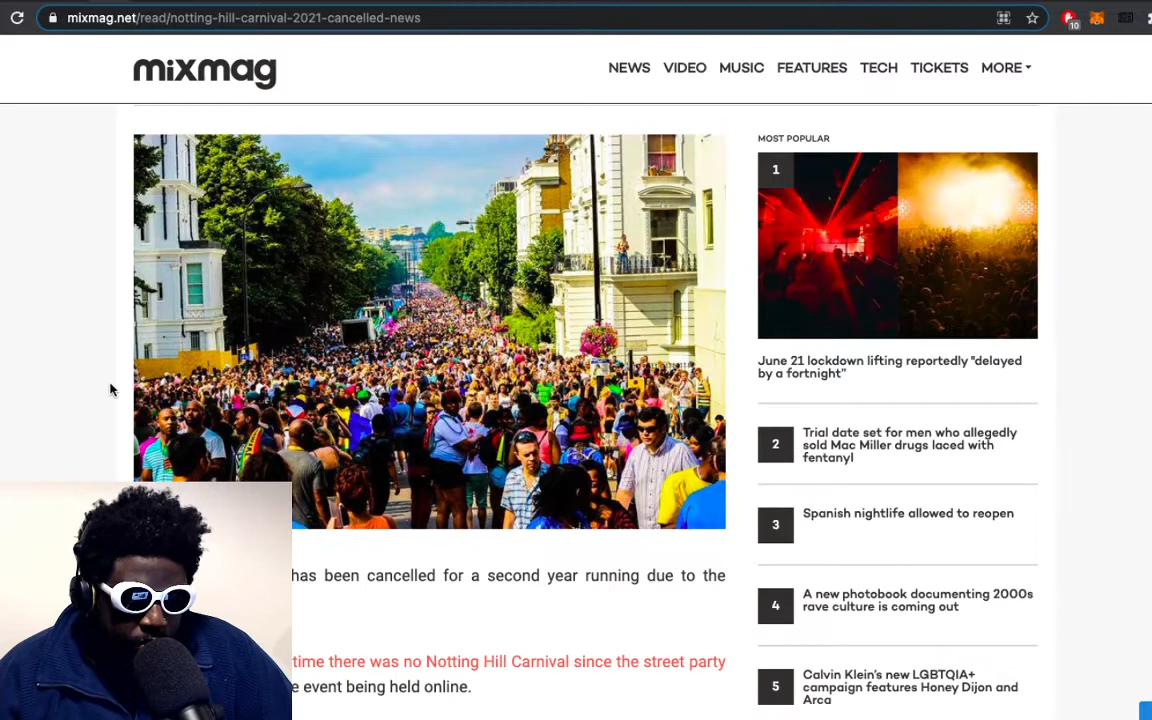 mixmag.net/read/notting-hill-carnival-2021-cancelled-news
10
mixmag
NEWS VIDEO MUSIC FEATURES TECH TICKETS MORE
MOST POPULAR
1
June 21 lockdown lifting reportedly "delayed
by a fortnight"
2
Trial date set for men who allegedly
sold Mac Miller drugs laced with
fentanyl
3
Spanish nightlife allowed to reopen
4
A new photobook documenting 2000s
rave culture is coming out
5
Calvin Klein's new LGBTQIA+
campaign features Honey Dijon and
Arca
has been cancelled for a second year running due to the
time there was no Notting Hill Carnival since the street party
e event being held online.